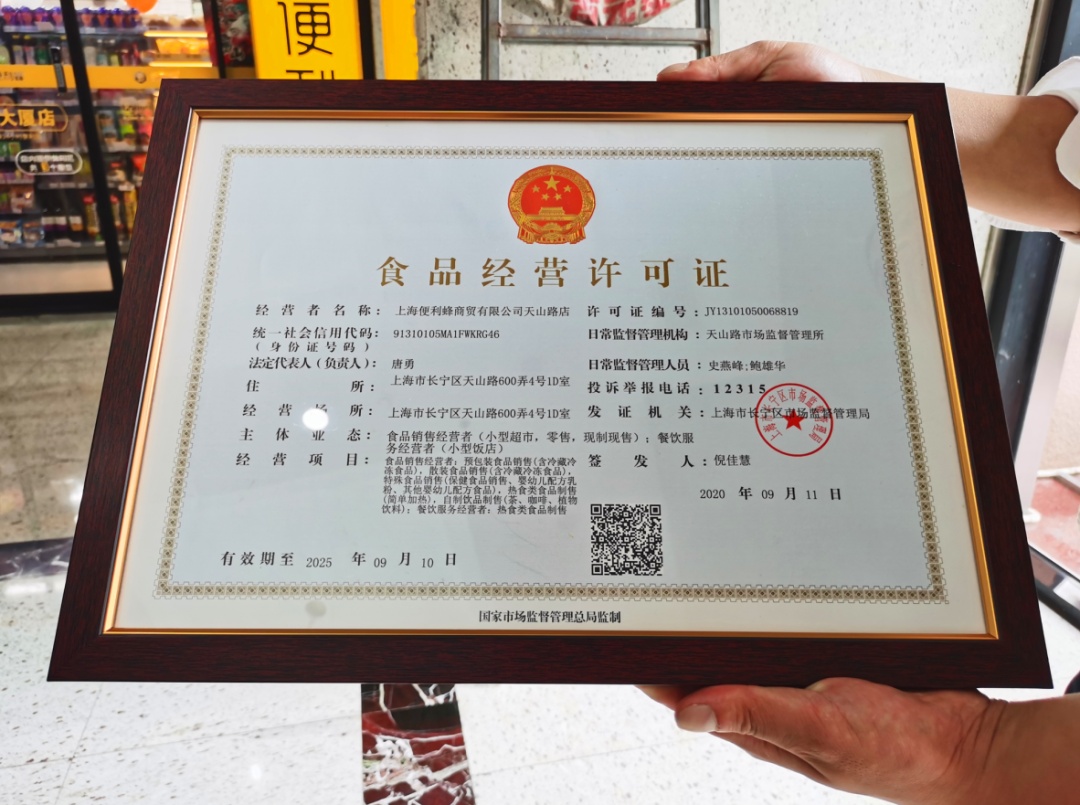 便
大厦店
食品经营许可证
经营者名称：上海便利蜂商贸有限公司天山路店
统一社会信用代码：91310105MA1FWKRG46
（身份证号码）
法定代表人（负责人）：唐勇
住所：上海市长宁区天山路600弄4号1D室
经营场所：上海市长宁区天山路600弄4号1D室
主体业态：食品销售经营者（小型超市，零售，现制现售）；餐饮服
务经营者（小型饭店）
经营项目：食品销售经营者：预包装食品销售(含冷藏冷
冻食品)，散装食品销售(含冷藏冷冻食品)，
特殊食品销售(保健食品销售、婴幼儿配方乳
粉、其他婴幼儿配方食品)，热食类食品制售
(简单加热)，自制饮品制售(茶、咖啡、植物
饮料)；餐饮服务经营者：热食类食品制售
许可证编号：JY13101050068819
日常监督管理机构：天山路市场监督管理所
日常监督管理人员：史燕峰;鲍雄华
投诉举报电话：12315
发证机关：上海市长宁区市场监督管理局
签发人：倪佳慧
2020 年 09 月 11 日
有效期至 2025 年 09 月 10 日
国家市场监督管理总局监制